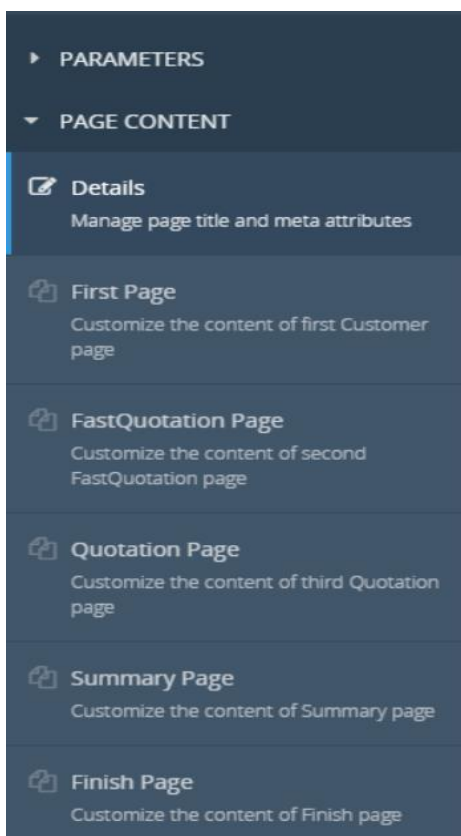 PARAMETERS
PAGE CONTENT
Details
Manage page title and meta attributes
First Page
Customize the content of first Customer
page
FastQuotation Page
Customize the content of second
FastQuotation page
Quotation Page
Customize the content of third Quotation
page
Summary Page
Customize the content of Summary page
Finish Page
Customize the content of Finish page